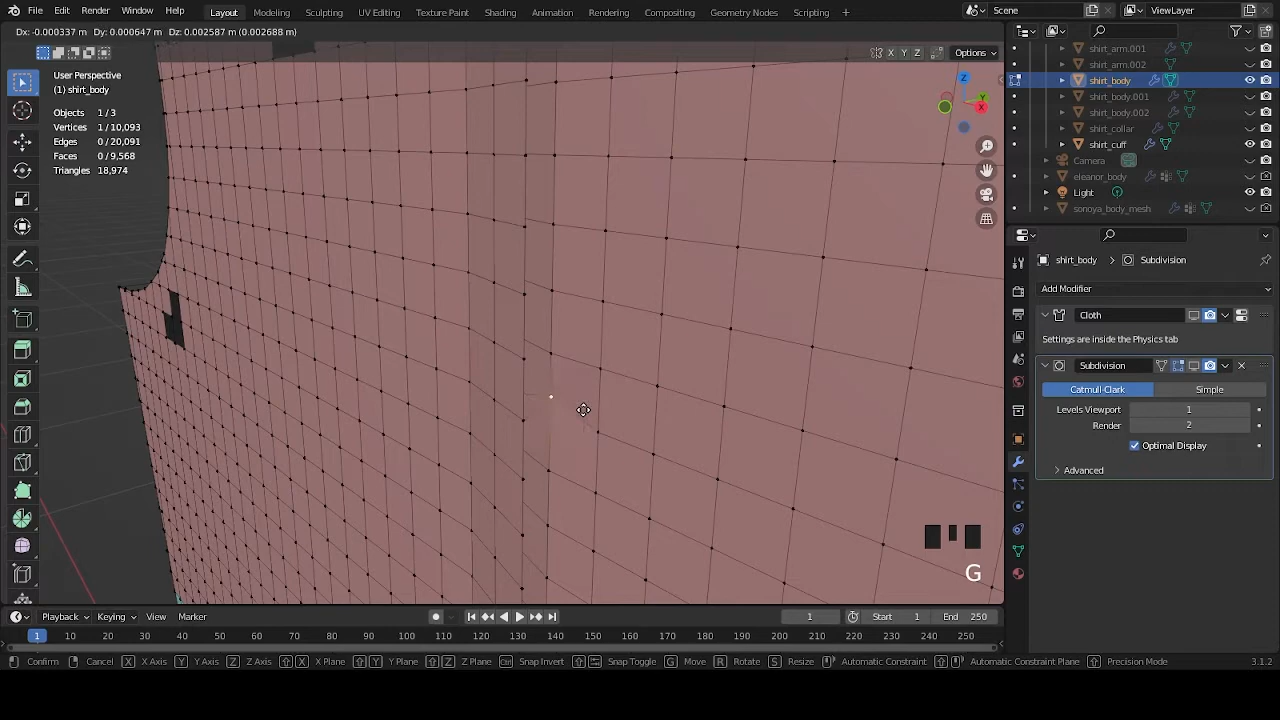 File Edit Render Window Help Layout Modeling Sculpting UV Editing Texture Paint Shading Animation Rendering Compositing Geometry Nodes Scripting + Scene ViewLayer
Dx: -0.000337 m Dy: 0.000647 m Dz: 0.002587 m (0.002688 m)
X Y Z Options
User Perspective
(1) shirt_body
Objects 1/3
Vertices 1/10,093
Edges 0/20,091
Faces 0/9,568
Triangles 18,974
Z
Y
X
G
shirt_arm.001
shirt_arm.002
shirt_body
shirt_body.001
shirt_body.002
shirt_collar
shirt_cuff
Camera
eleanor_body
Light
sonoya_body_mesh
shirt_body > Subdivision
Add Modifier
Cloth
Settings are inside the Physics tab
Subdivision
Catmull-Clark Simple
Levels Viewport 1
Render 2
Optimal Display
Advanced
Playback Keying View Marker 1 Start 1 End 250
1 10 20 30 40 50 60 70 80 90 100 110 120 130 140 150 160 170 180 190 200 210 220 230 240 250
Confirm Cancel X X Axis Y Y Axis Z Z Axis X X Plane Y Y Plane Z Z Plane Ctrl Snap Invert Snap Toggle G Move R Rotate S Resize Automatic Constraint Automatic Constraint Plane Precision Mode 3.1.2